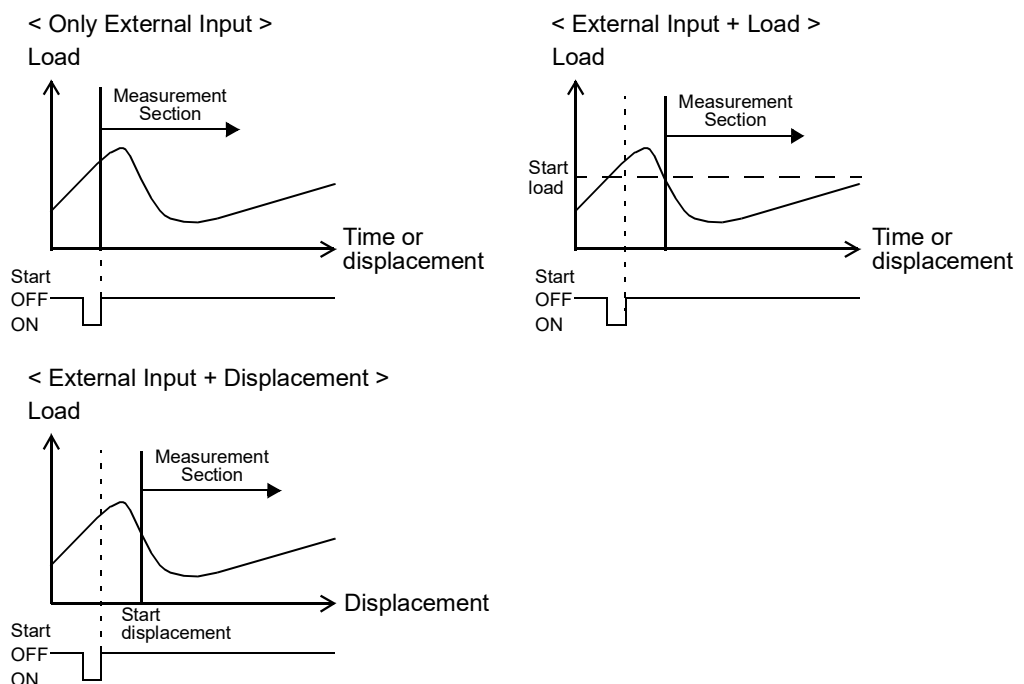 < Only External Input >
Load
Measurement
Section
Time or
displacement
Start
OFF
ON
< External Input + Load >
Load
Measurement
Section
Start
load
Time or
displacement
Start
OFF
ON
< External Input + Displacement >
Load
Measurement
Section
Displacement
Start
displacement
Start
OFF
ON